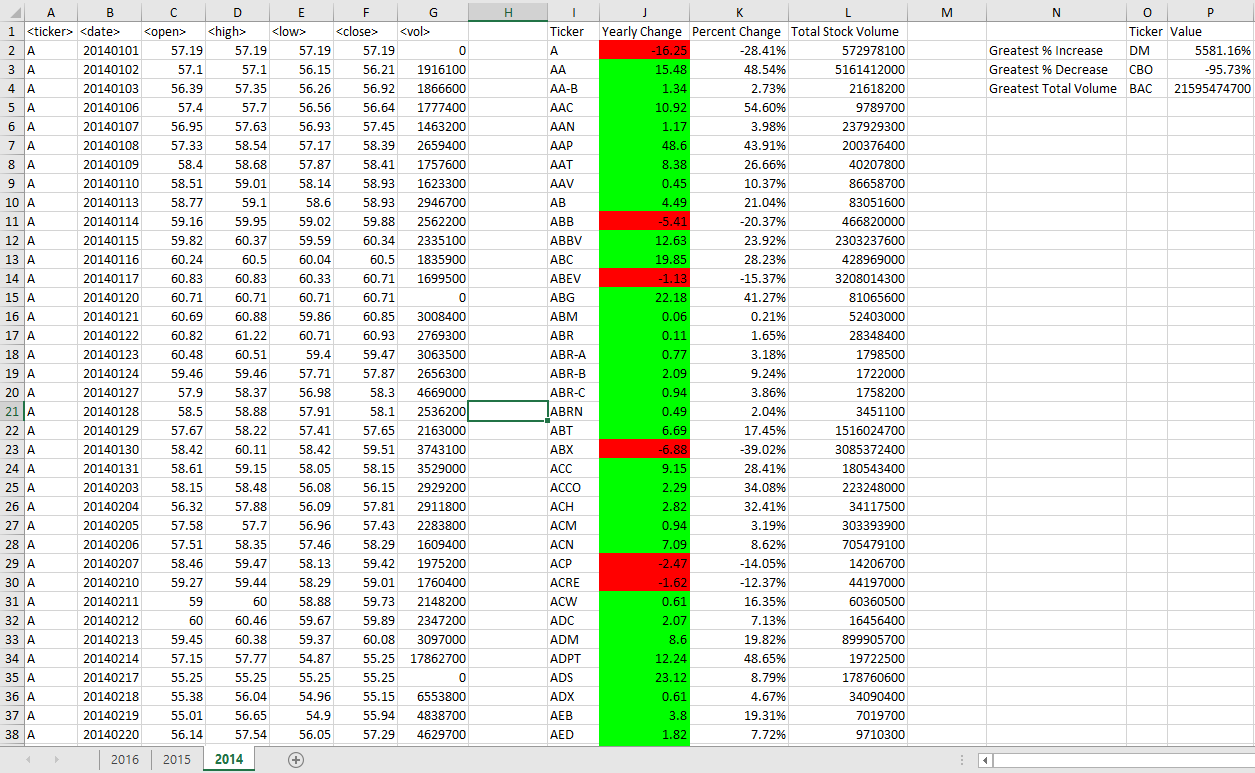 A B C D E F G H I J K L M N O P
1 <ticker> <date> <open> <high> <low> <close> <vol> Ticker Yearly Change Percent Change Total Stock Volume Ticker Value
2 A 20140101 57.19 57.19 57.19 57.19 0 A -16.25 -28.41% 572978100 Greatest % Increase DM 5581.16%
3 A 20140102 57.1 57.1 56.15 56.21 1916100 AA 15.48 48.54% 5161412000 Greatest % Decrease CBO -95.73%
4 A 20140103 56.39 57.35 56.26 56.92 1866600 AA-B 1.34 2.73% 21618200 Greatest Total Volume BAC 21595474700
5 A 20140106 57.4 57.7 56.56 56.64 1777400 AAC 10.92 54.60% 9789700
6 A 20140107 56.95 57.63 56.93 57.45 1463200 AAN 1.17 3.98% 237929300
7 A 20140108 57.33 58.54 57.17 58.39 2659400 AAP 48.6 43.91% 200376400
8 A 20140109 58.4 58.68 57.87 58.41 1757600 AAT 8.38 26.66% 40207800
9 A 20140110 58.51 59.01 58.14 58.93 1623300 AAV 0.45 10.37% 86658700
10 A 20140113 58.77 59.1 58.6 58.93 2946700 AB 4.49 21.04% 83051600
11 A 20140114 59.16 59.95 59.02 59.88 2562200 ABB -5.41 -20.37% 466820000
12 A 20140115 59.82 60.37 59.59 60.34 2335100 ABBV 12.63 23.92% 2303237600
13 A 20140116 60.24 60.5 60.04 60.5 1835900 ABC 19.85 28.23% 428969000
14 A 20140117 60.83 60.83 60.33 60.71 1699500 ABEV -1.13 -15.37% 3208014300
15 A 20140120 60.71 60.71 60.71 60.71 0 ABG 22.18 41.27% 81065600
16 A 20140121 60.69 60.88 59.86 60.85 3008400 ABM 0.06 0.21% 52403000
17 A 20140122 60.82 61.22 60.71 60.93 2769300 ABR 0.11 1.65% 28348400
18 A 20140123 60.48 60.51 59.4 59.47 3063500 ABR-A 0.77 3.18% 1798500
19 A 20140124 59.46 59.46 57.71 57.87 2656300 ABR-B 2.09 9.24% 1722000
20 A 20140127 57.9 58.37 56.98 58.3 4669000 ABR-C 0.94 3.86% 1758200
21 A 20140128 58.5 58.88 57.91 58.1 2536200 ABRN 0.49 2.04% 3451100
22 A 20140129 57.67 58.22 57.41 57.65 2163000 ABT 6.69 17.45% 1516024700
23 A 20140130 58.42 60.11 58.42 59.51 3743100 ABX -6.88 -39.02% 3085372400
24 A 20140131 58.61 59.15 58.05 58.15 3529000 ACC 9.15 28.41% 180543400
25 A 20140203 58.15 58.48 56.08 56.15 2929200 ACCO 2.29 34.08% 223248000
26 A 20140204 56.32 57.88 56.09 57.81 2911800 ACH 2.82 32.41% 34117500
27 A 20140205 57.58 57.7 56.96 57.43 2283800 ACM 0.94 3.19% 303393900
28 A 20140206 57.51 58.35 57.46 58.29 1609400 ACN 7.09 8.62% 705479100
29 A 20140207 58.46 59.47 58.13 59.42 1975200 ACP -2.47 -14.05% 14206700
30 A 20140210 59.27 59.44 58.29 59.01 1760400 ACRE -1.62 -12.37% 44197000
31 A 20140211 59 60 58.88 59.73 2148200 ACW 0.61 16.35% 60360500
32 A 20140212 60 60.46 59.67 59.89 2347200 ADC 2.07 7.13% 16456400
33 A 20140213 59.45 60.38 59.37 60.08 3097000 ADM 8.6 19.82% 899905700
34 A 20140214 57.15 57.77 54.87 55.25 17862700 ADPT 12.24 48.65% 19722500
35 A 20140217 55.25 55.25 55.25 55.25 0 ADS 23.12 8.79% 178760600
36 A 20140218 55.38 56.04 54.96 55.15 6553800 ADX 0.61 4.67% 34090400
37 A 20140219 55.01 56.65 54.9 55.94 4838700 AEB 3.8 19.31% 7019700
38 A 20140220 56.14 57.54 56.05 57.29 4629700 AED 1.82 7.72% 9710300
2016 2015 2014